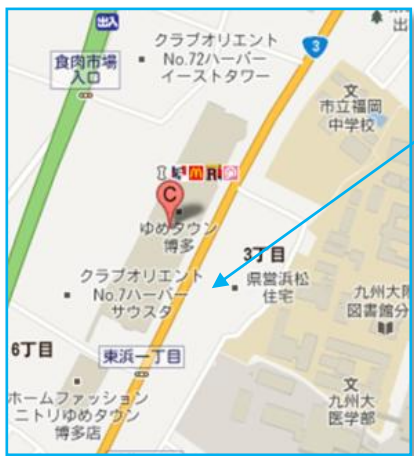 出入
クラブオリエント
No.72ハーバー
イーストタワー
食肉市場
入口
3
出
文
市立福岡
中学校
M
C
ゆめタウン
博多
3丁目
クラブオリエント
No.7ハーバー
サウスタ
県営浜松
住宅
九州大
図書館分
6丁目
東浜一丁目
ホームファッション
ニトリゆめタウン
博多店
文
九州大
医学部